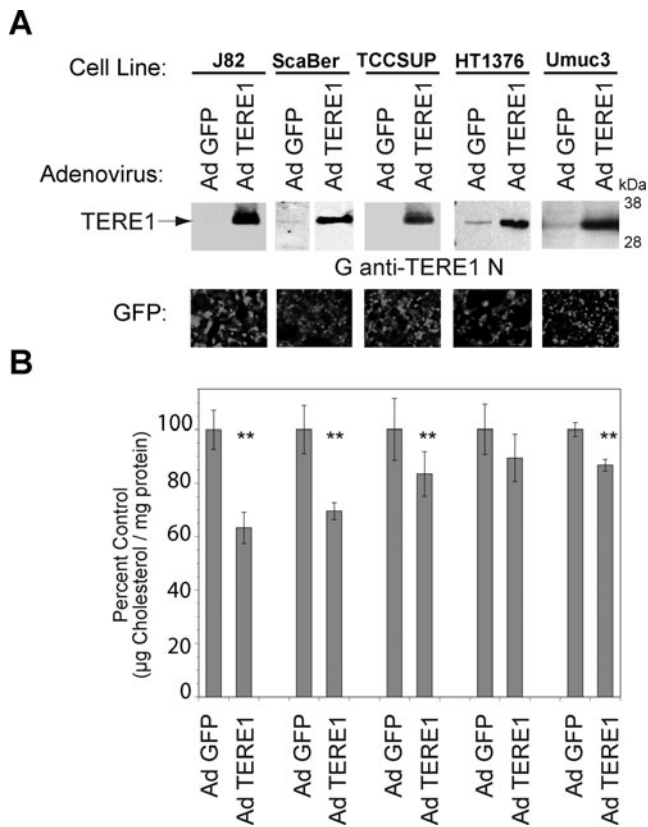 A
Cell Line: J82 ScaBer TCCSUP HT1376 Umuc3
Adenovirus: Ad GFP Ad TERE1 Ad GFP Ad TERE1 Ad GFP Ad TERE1 Ad GFP Ad TERE1 Ad GFP Ad TERE1
kDa
38
TERE1
28
G anti-TERE1 N
GFP:
B
Percent Control
(µg Cholesterol / mg protein)
100
80
60
40
20
0
** ** ** **
Ad GFP Ad TERE1 Ad GFP Ad TERE1 Ad GFP Ad TERE1 Ad GFP Ad TERE1 Ad GFP Ad TERE1